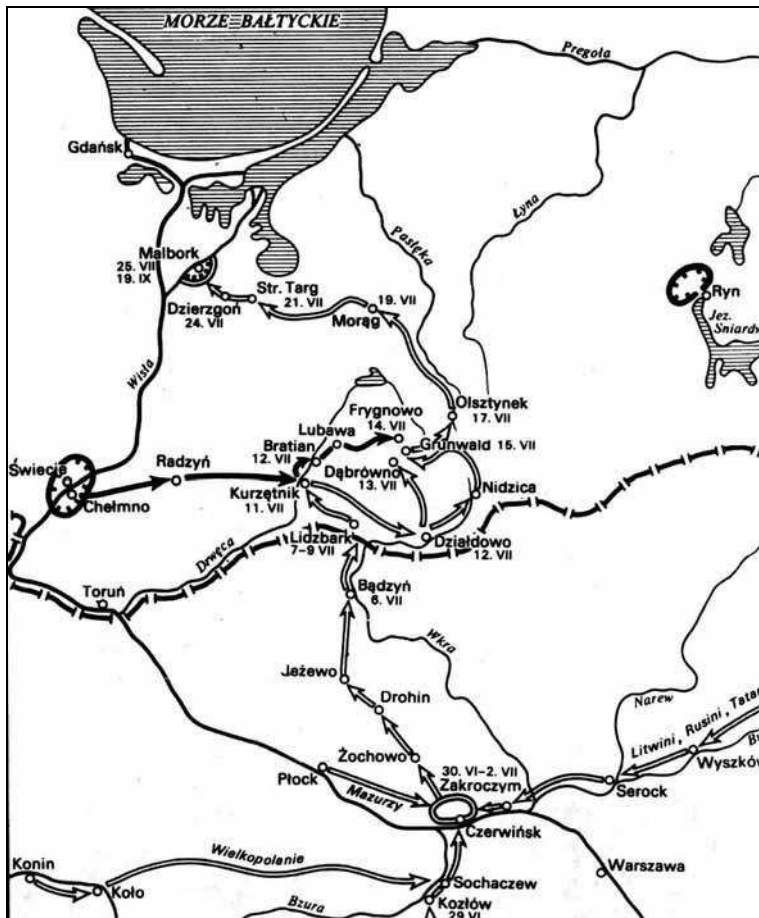 MORZE BAŁTYCKIE
Pregoła
Gdańsk
Pasłęka
Łyna
Malbork
25. VII
19. IX
Str. Targ
21. VII
19. VII
Morąg
Dzierzgoń
24. VII
Ryn
Jez.
Wisła
Olsztynek
17. VII
Frygnowo
14. VII
Lubawa
Bratian
12. VII
Grunwald 15. VII
Dąbrówno
13. VII
Radzyń
Świecie
Chełmno
Kurzętnik
11. VII
Nidzica
Lidzbark
7-9 VII
Działdowo
12. VII
Drwęca
Toruń
Bądzyń
6. VII
Wkra
Jeżewo
Drohin
Narew
Litwini, Rusini,
Żochowo
30. VI-2. VII
Zakroczym
Wyszków
Serock
Płock
Mazurzy
Czerwińsk
Konin
Koło
Wielkopolanie
Warszawa
Sochaczew
Bzura
Kozłów
29. VI